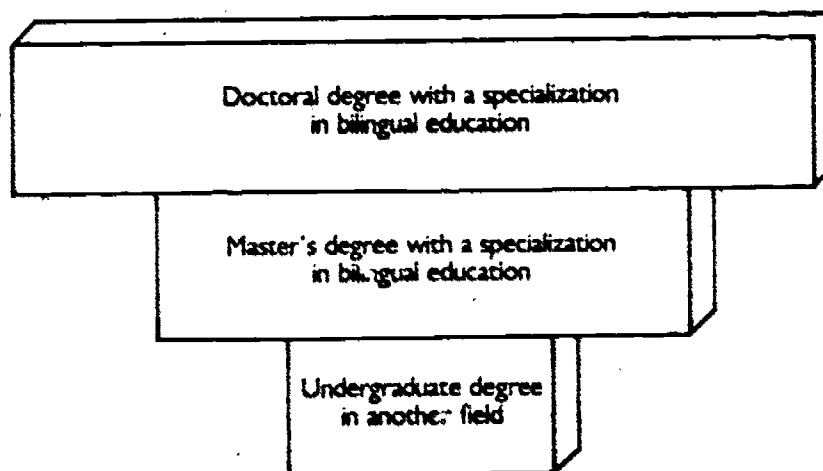 Doctoral degree with a specialization
in bilingual education
Master's degree with a specialization
in bilingual education
Undergraduate degree
in another field